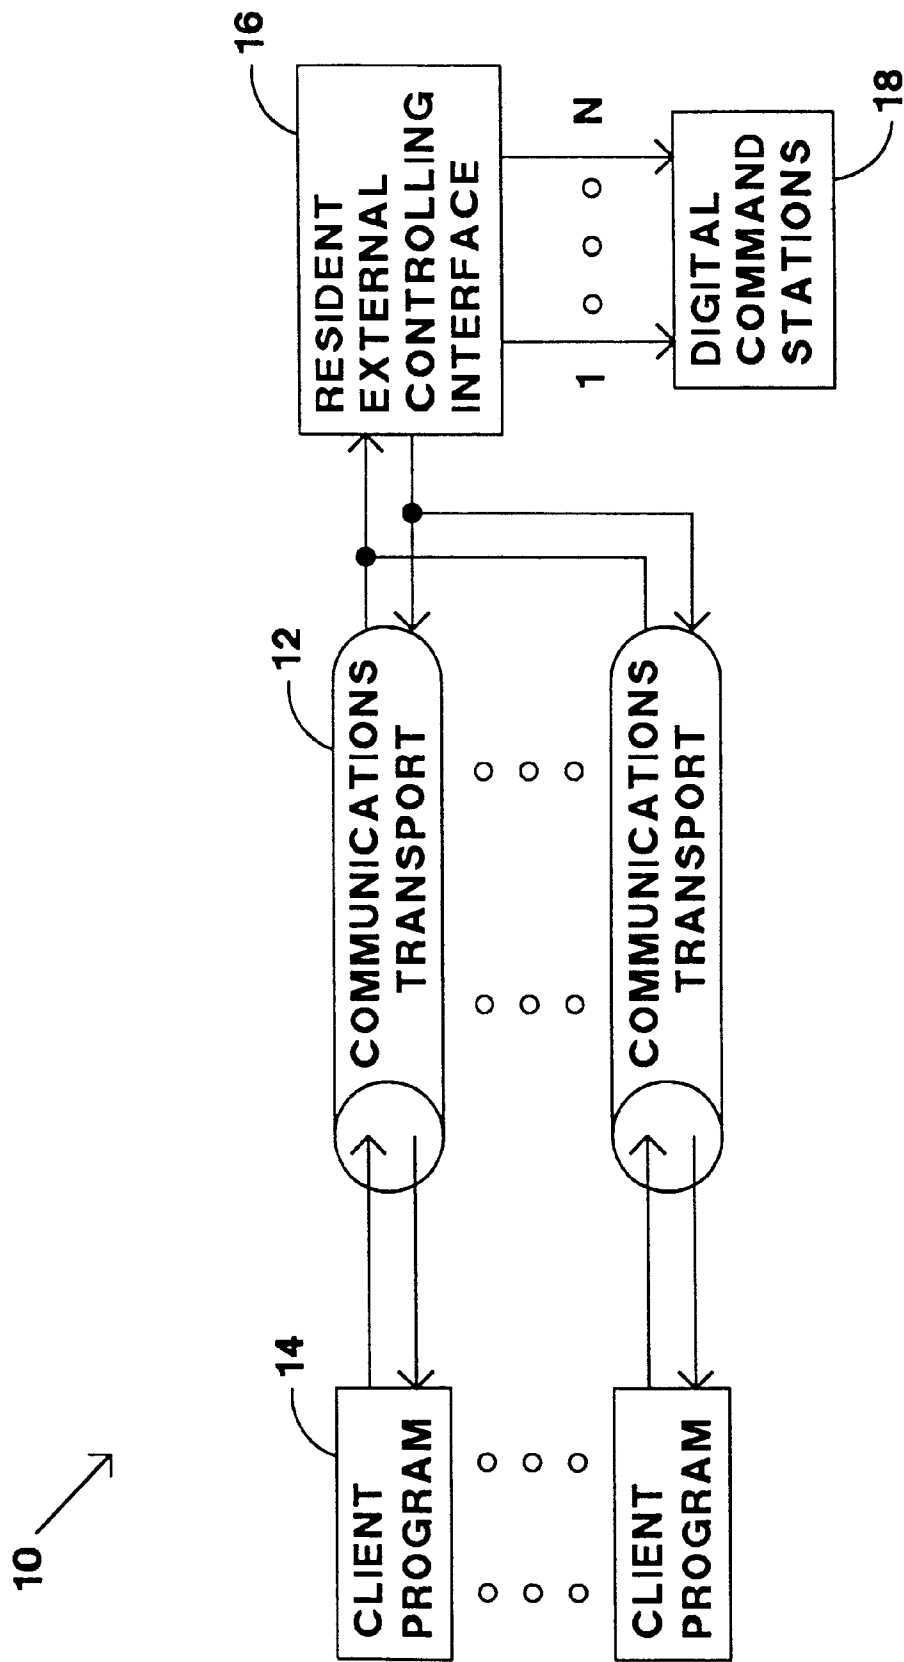 10
14
CLIENT
PROGRAM
12
COMMUNICATIONS
TRANSPORT
16
RESIDENT
EXTERNAL
CONTROLLING
INTERFACE
CLIENT
PROGRAM
COMMUNICATIONS
TRANSPORT
1
N
DIGITAL
COMMAND
STATIONS
18